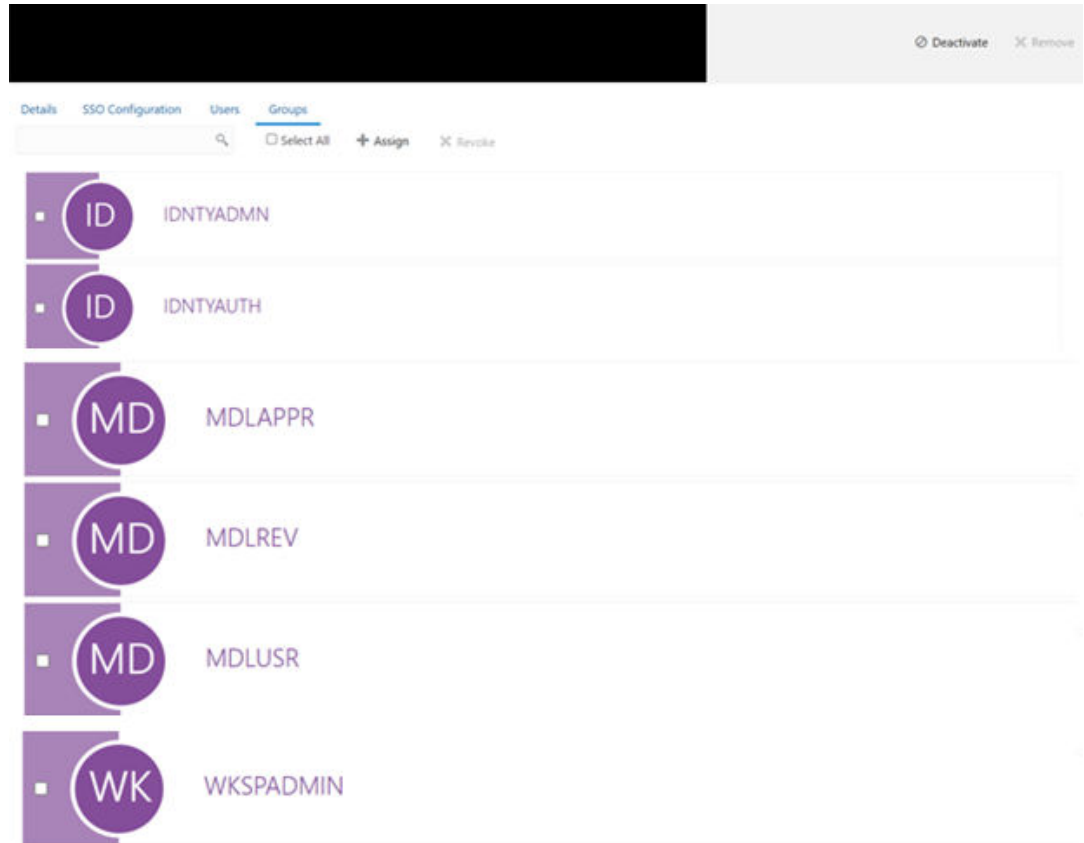 Deactivate Remove
Details SSO Configuration Users Groups
Select All Assign Revoke
ID IDNTYADMN
ID IDNTYAUTH
MD MDLAPPR
MD MDLREV
MD MDLUSR
WK WKSPADMIN